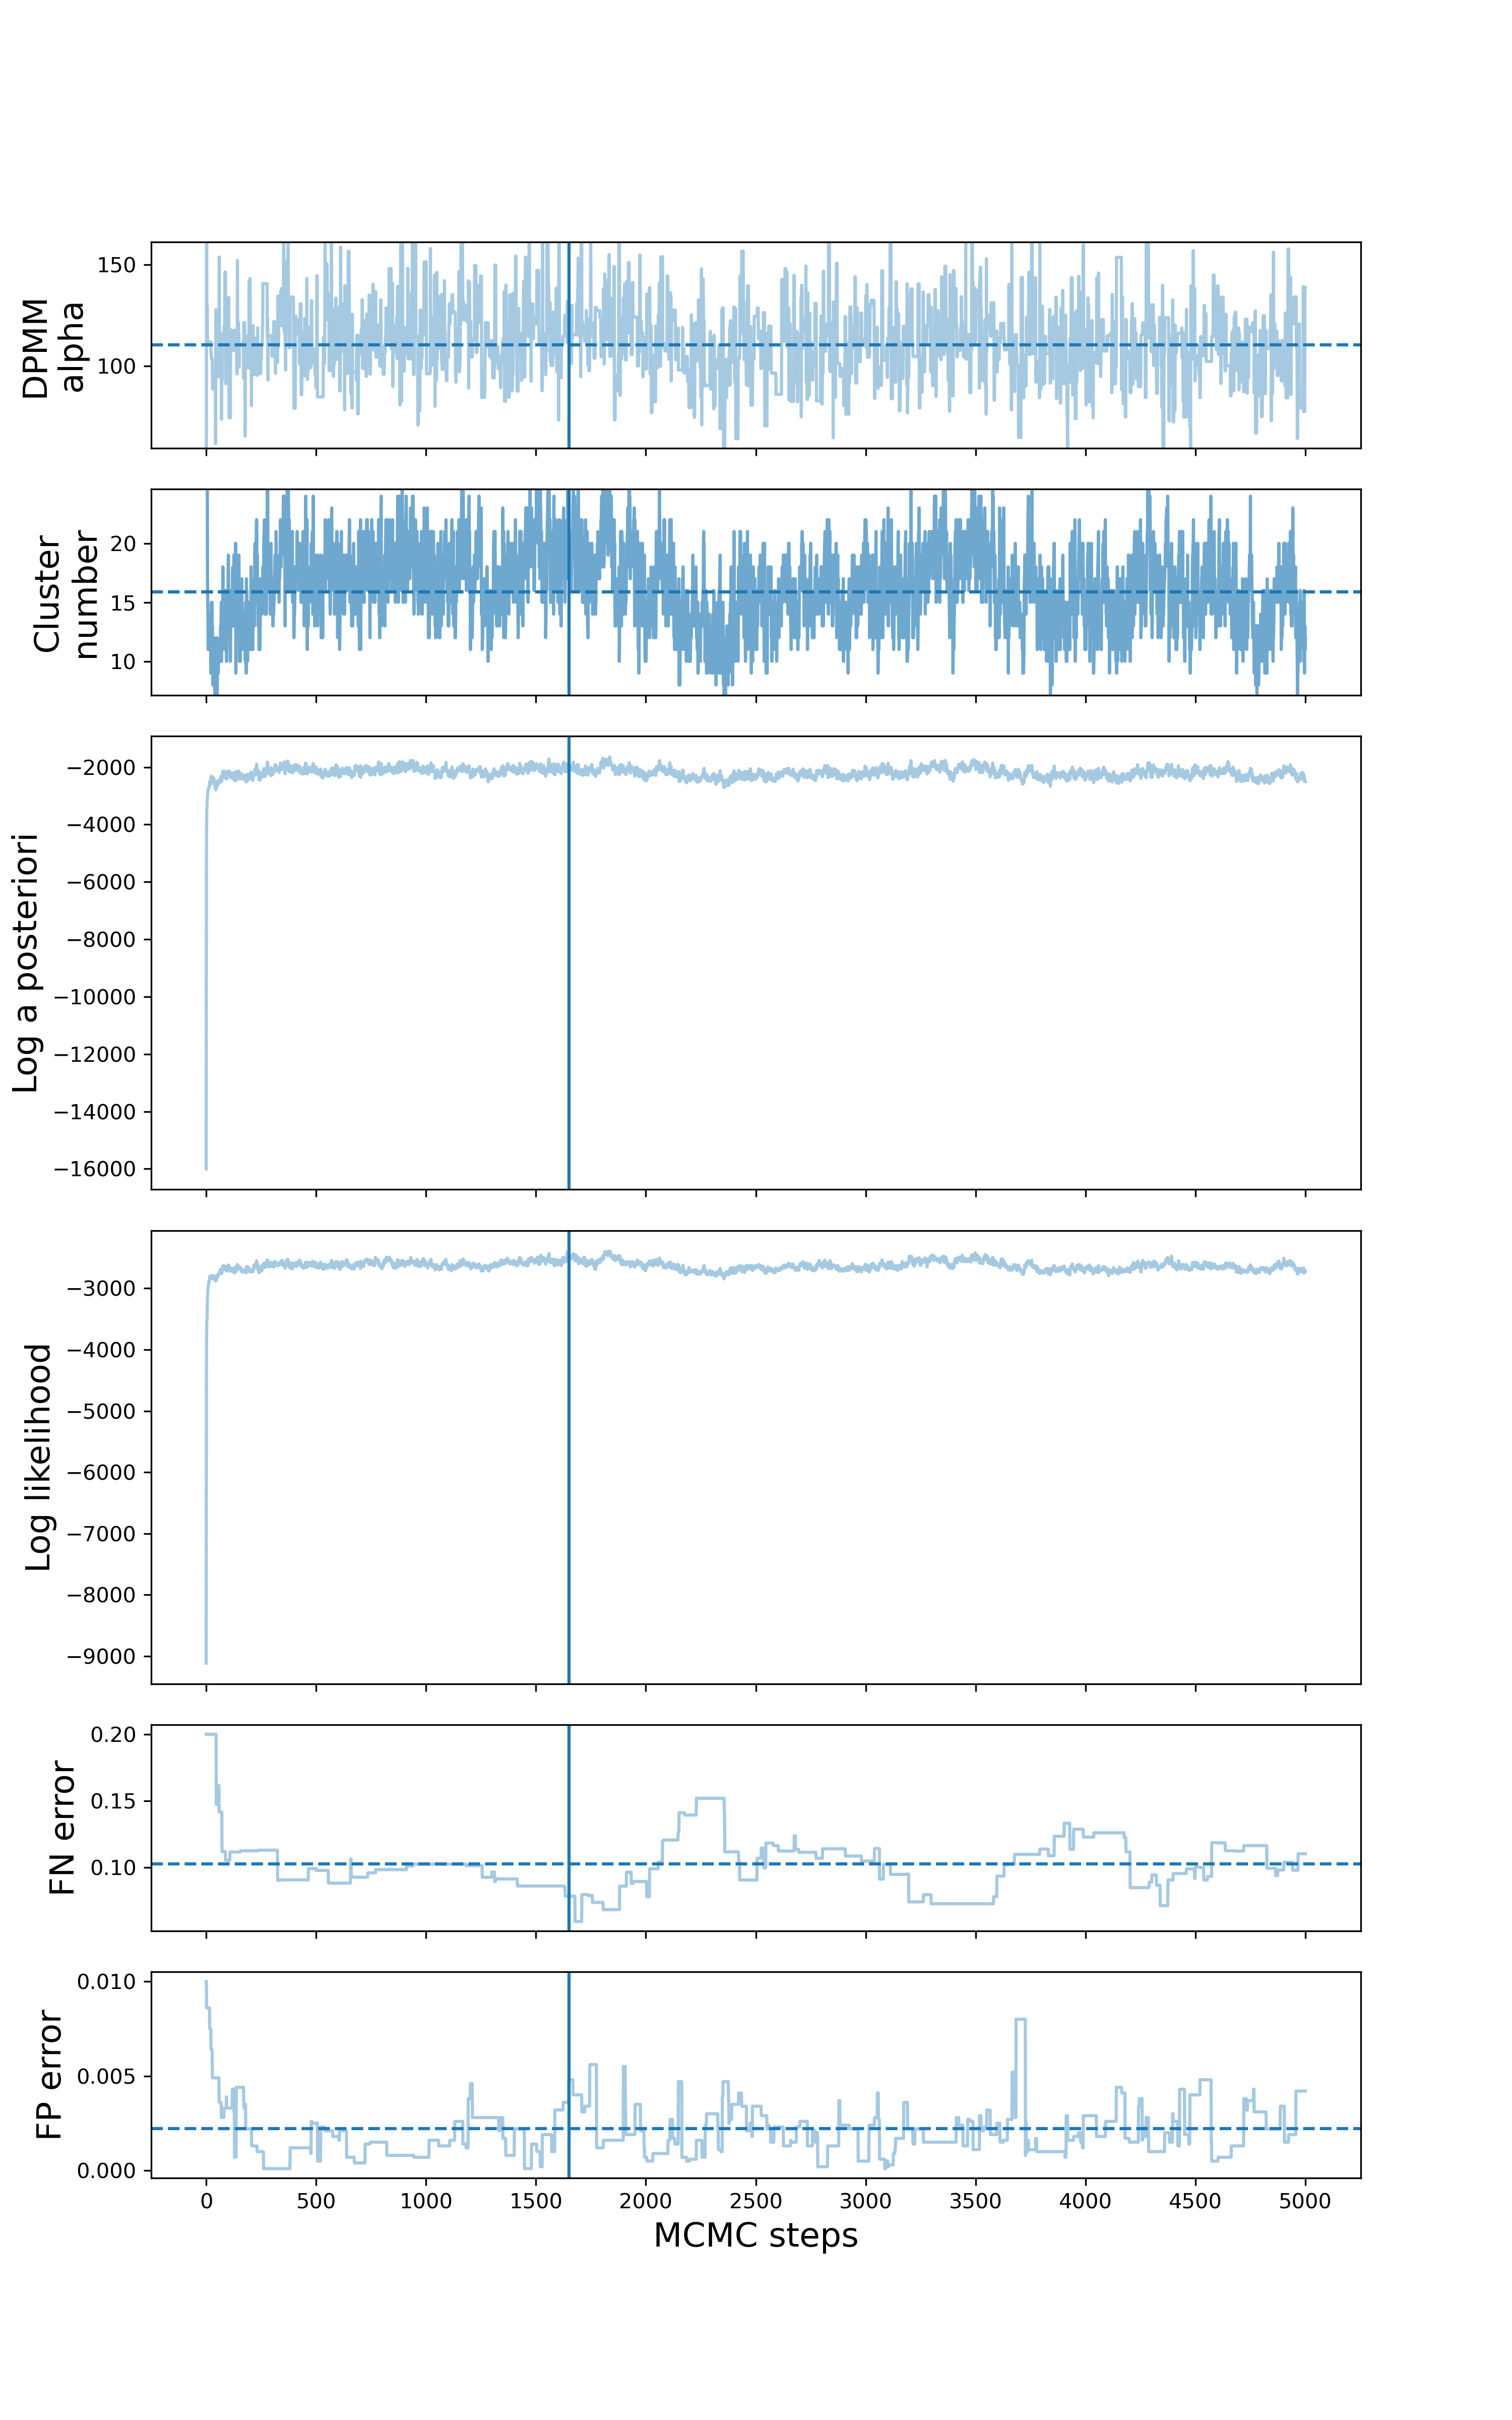 DPMM
alpha
150
100
Cluster
number
20
15
10
Log a posteriori
−2000
−4000
−6000
−8000
−10000
−12000
−14000
−16000
Log likelihood
−3000
−4000
−5000
−6000
−7000
−8000
−9000
FN error
0.20
0.15
0.10
FP error
0.010
0.005
0.000
0 500 1000 1500 2000 2500 3000 3500 4000 4500 5000
MCMC steps